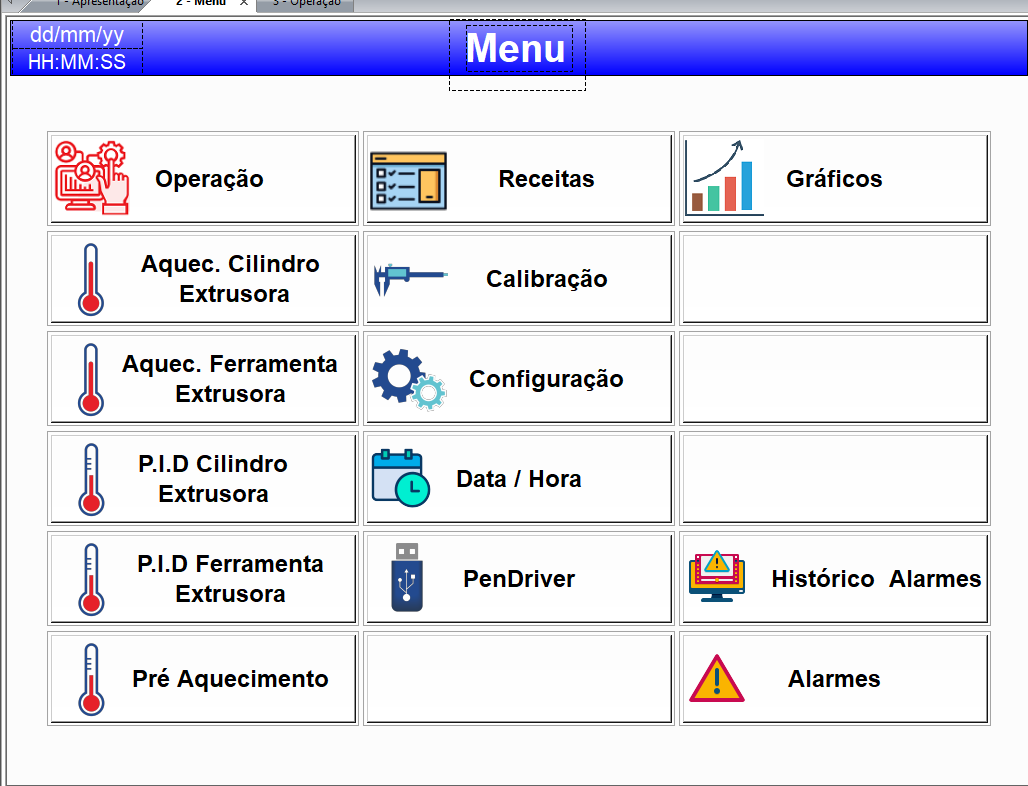 1 - Apresentação
2 - Menu X
3 - Operação
dd/mm/yy
HH:MM:SS
Menu
Operação
Receitas
Gráficos
Aquec. Cilindro
Extrusora
Calibração
Aquec. Ferramenta
Extrusora
Configuração
P.I.D Cilindro
Extrusora
Data / Hora
P.I.D Ferramenta
Extrusora
PenDriver
Histórico Alarmes
Pré Aquecimento
Alarmes